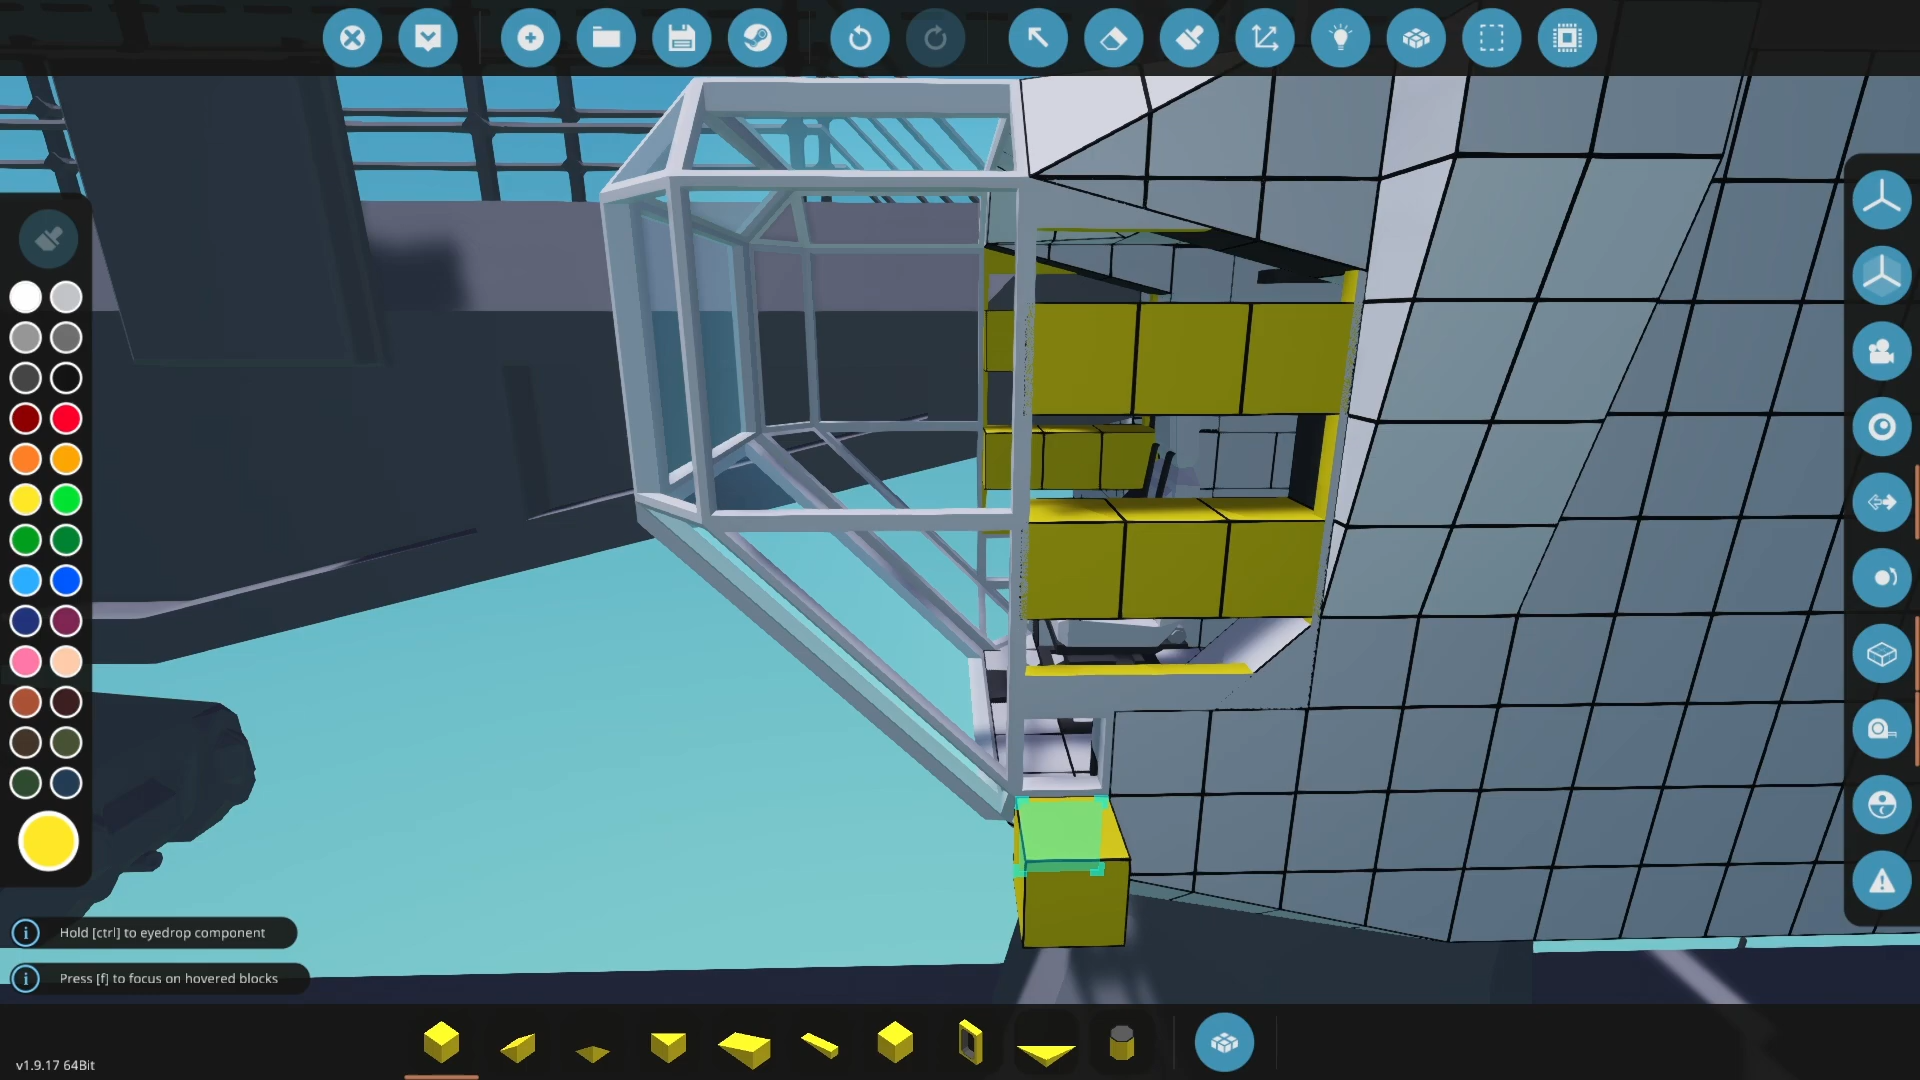 Hold [ctrl] to eyedrop component
Press [f] to focus on hovered blocks
v1.9.17 64Bit